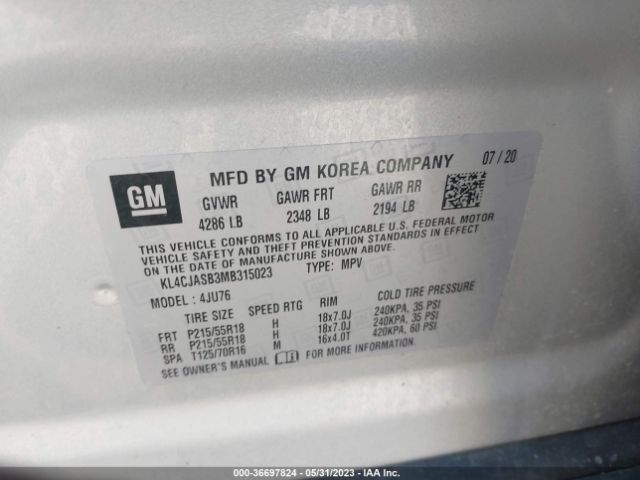 GM
MFD BY GM KOREA COMPANY 07/20
GVWR GAWR FRT GAWR RR
4286 LB 2348 LB 2194 LB
THIS VEHICLE CONFORMS TO ALL APPLICABLE U.S. FEDERAL MOTOR
VEHICLE SAFETY AND THEFT PREVENTION STANDARDS IN EFFECT
ON THE DATE OF MANUFACTURE SHOWN ABOVE.
KL4CJASB3MB315023 TYPE: MPV
MODEL: 4JU76
TIRE SIZE SPEED RTG RIM COLD TIRE PRESSURE
FRT P215/55R18 H 18x7.0J 240KPA, 35 PSI
RR P215/55R18 H 18x7.0J 240KPA, 35 PSI
SPA T125/70R16 M 16x4.0T 420KPA, 60 PSI
SEE OWNER'S MANUAL FOR MORE INFORMATION.
000-36697824 - 05/31/2023 - IAA Inc.